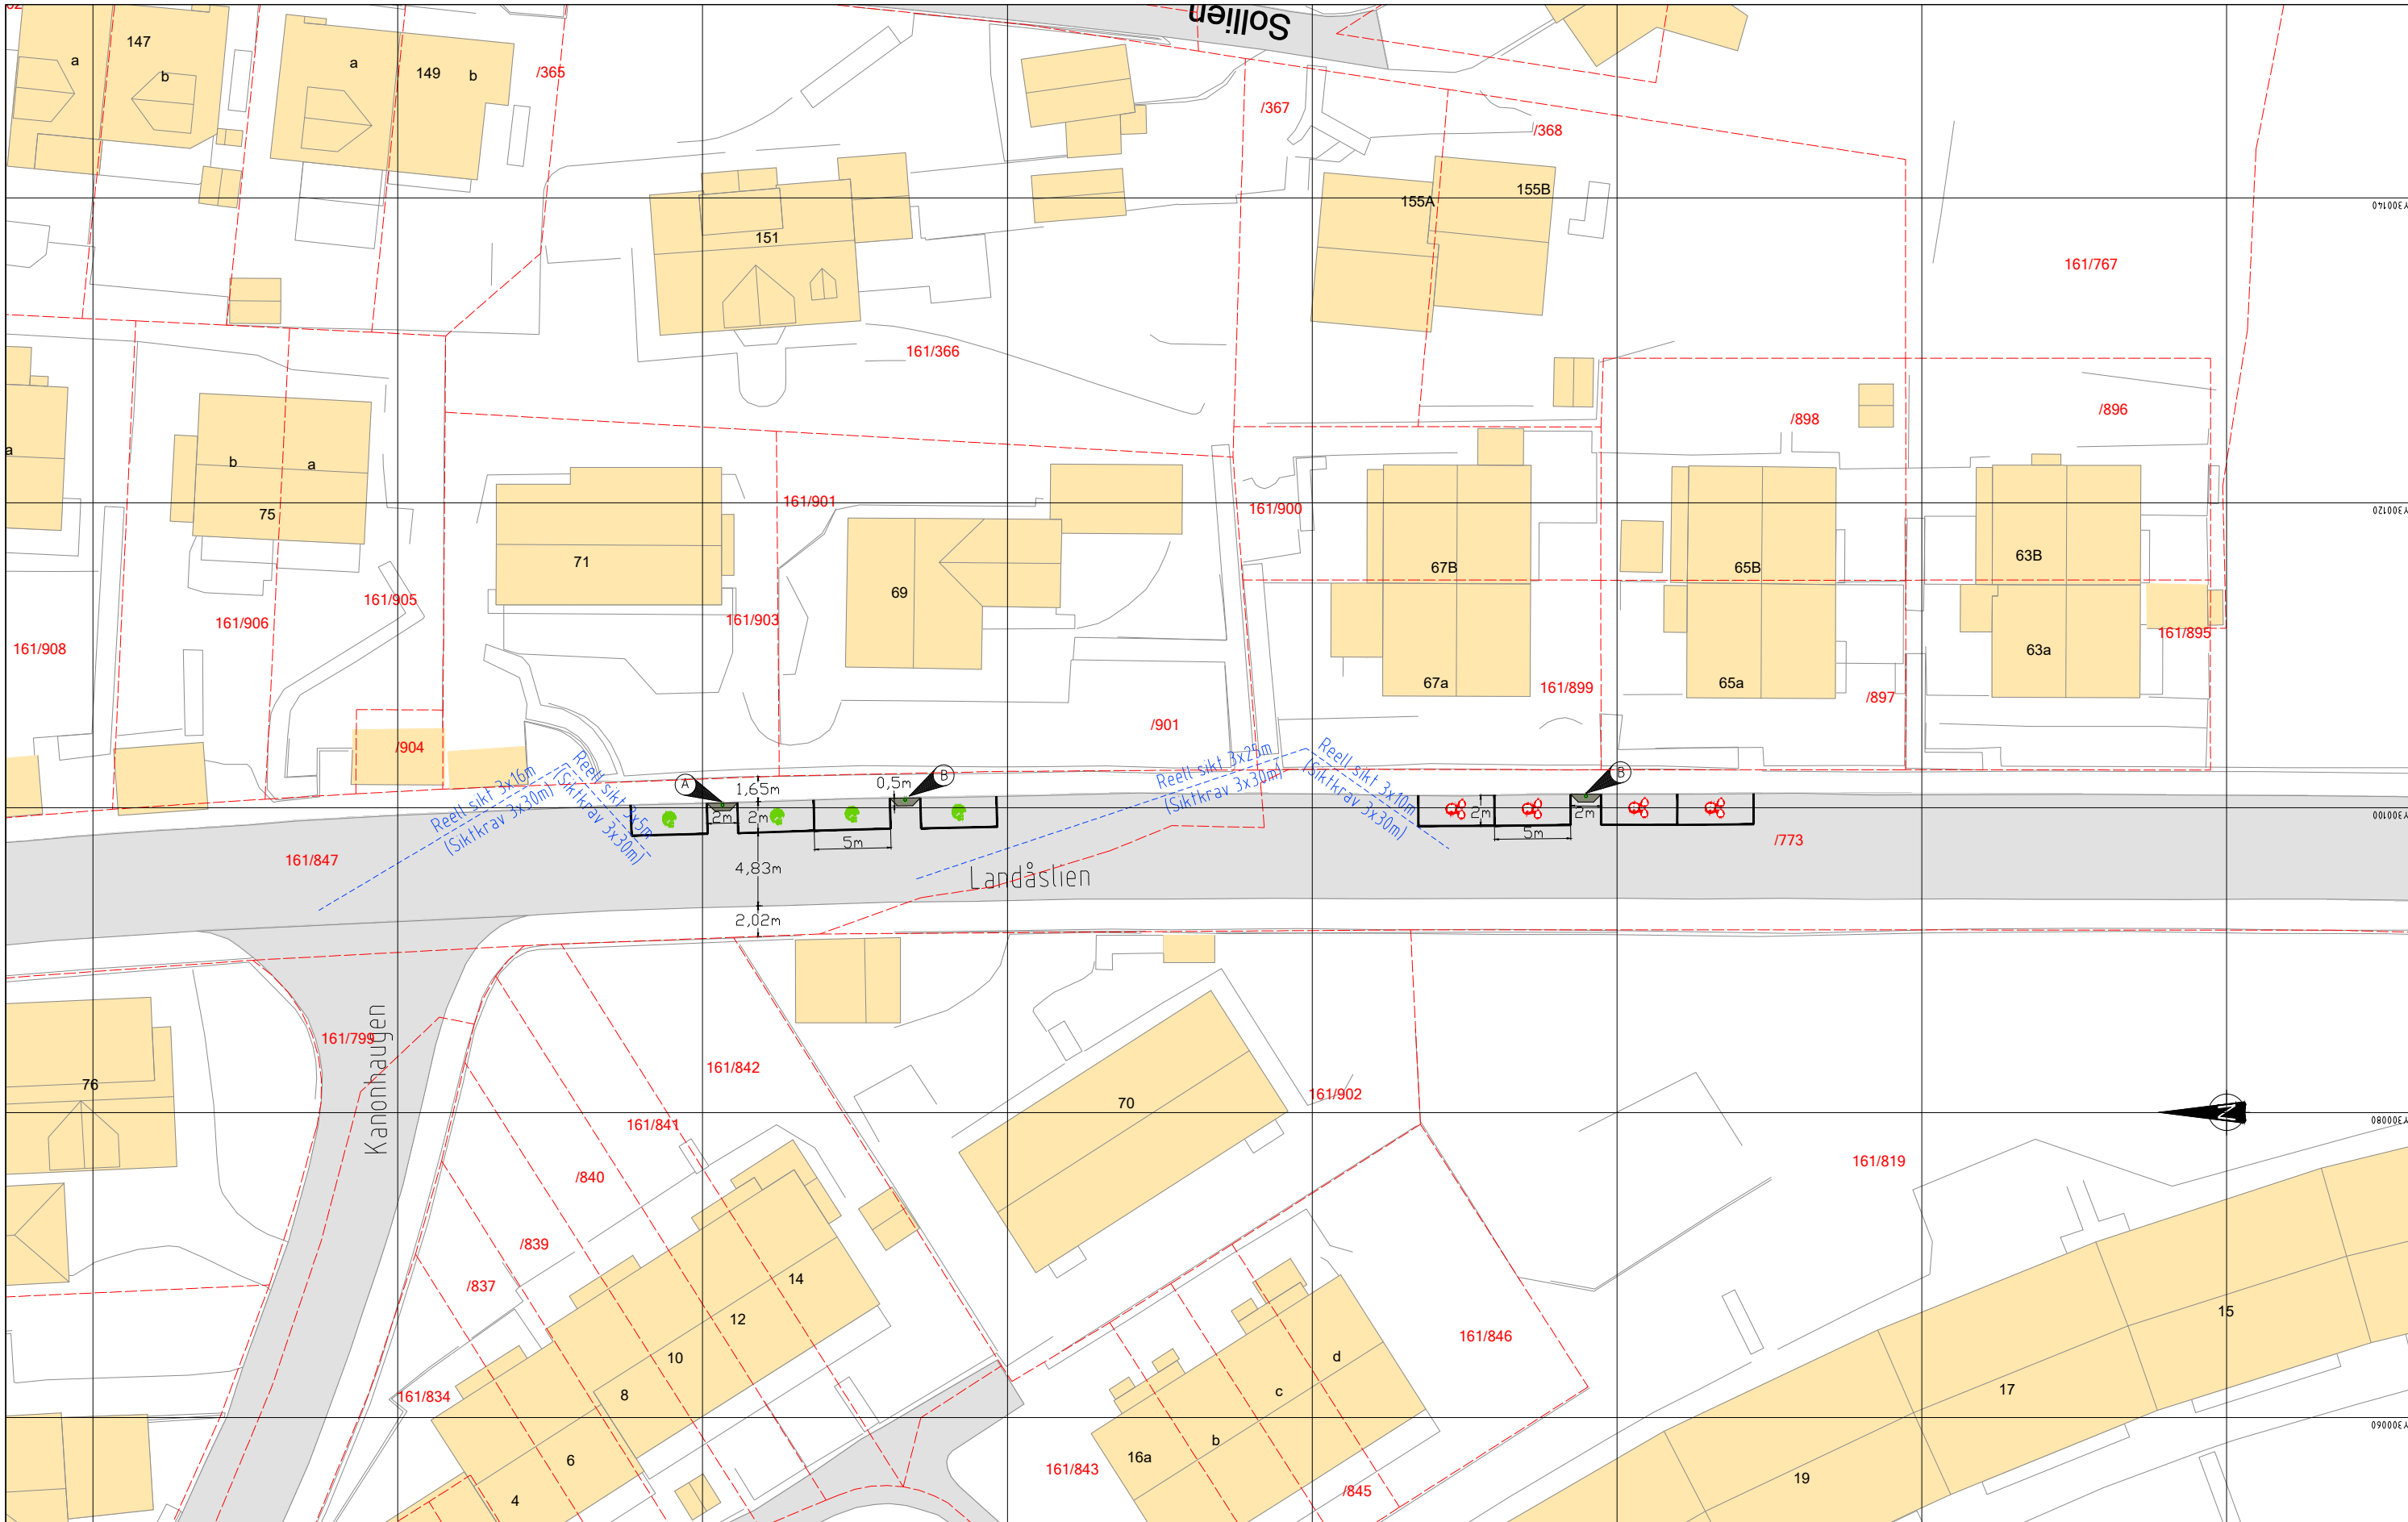 Sollien
147
a
b
a
149
b
/365
/367
/368
155A
155B
Y300140
151
161/767
161/366
/898
/896
a
b
a
75
161/901
161/900
Y300120
71
69
67B
65B
63B
161/905
161/906
161/903
161/908
161/895
63a
67a
161/899
65a
/897
/901
/904
Reell sikt 3x16m
(Siktkrav 3x30m)
Reell sikt 3x5m
(Siktkrav 3x30m)
A
1,65m
0,5m
B
Reell sikt 3x25m
(Siktkrav 3x30m)
Reell sikt 3x10m
(Siktkrav 3x30m)
B
2m
2m
5m
2m
5m
2m
Y300100
/773
161/847
4,83m
Landåslien
2,02m
161/799
Kanonhaugen
76
161/842
70
161/902
N
161/841
Y300080
161/819
/840
/839
/837
14
12
10
8
161/834
6
4
161/846
15
d
c
b
16a
17
Y300060
161/843
19
/845